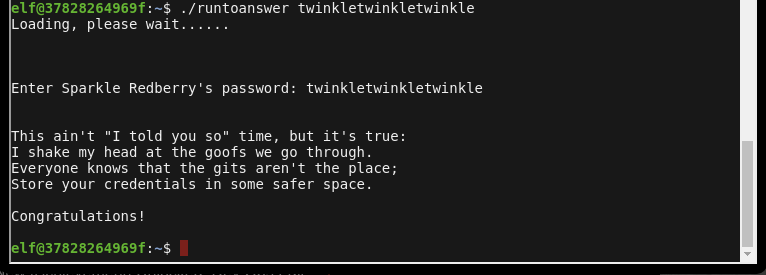 elf@37828264969f:~$ ./runtoanswer twinkletwinkletwinkle
Loading, please wait......
Enter Sparkle Redberry's password: twinkletwinkletwinkle
This ain't "I told you so" time, but it's true:
I shake my head at the goofs we go through.
Everyone knows that the gits aren't the place;
Store your credentials in some safer space.
Congratulations!
elf@37828264969f:~$